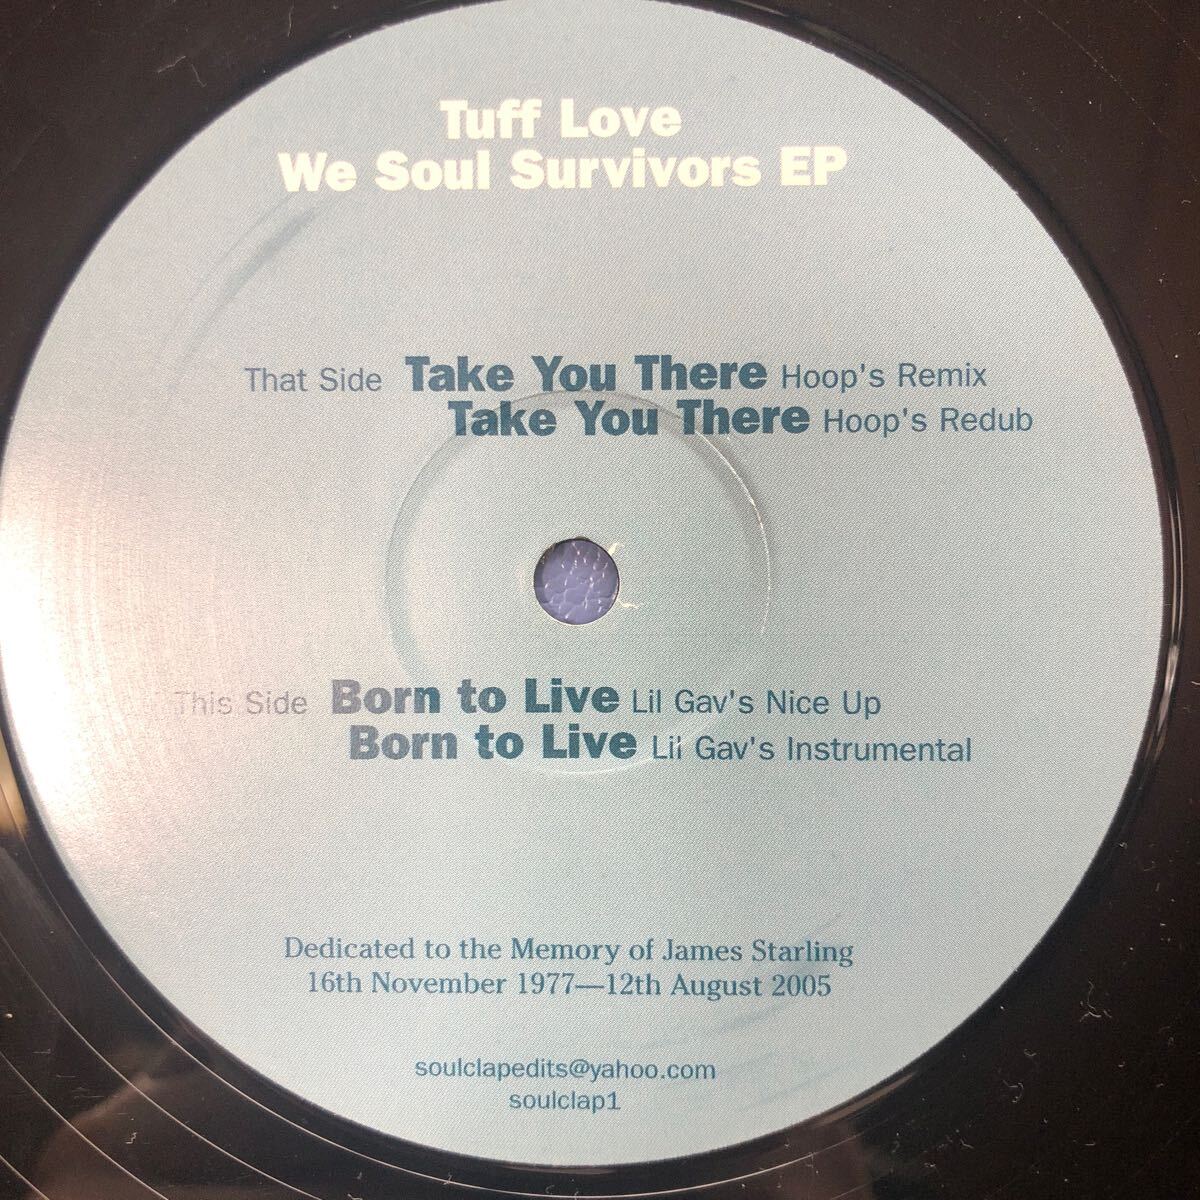 Tuff Love
We Soul Survivors EP
That Side Take You There Hoop's Remix
Take You There Hoop's Redub
This Side Born to Live Lil Gav's Nice Up
Born to Live Lil Gav's Instrumental
Dedicated to the Memory of James Starling
16th November 1977—12th August 2005
soulclapedits@yahoo.com
soulclap1